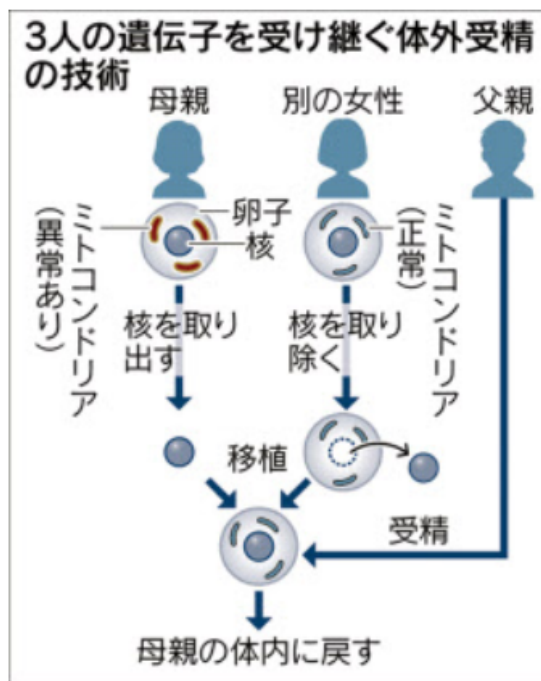 3人の遺伝子を受け継ぐ体外受精
の技術
母親
別の女性
父親
卵子
核
ミトコンドリア
(異常あり)
ミトコンドリア
(正常)
核を取り
出す
核を取り
除く
移植
受精
母親の体内に戻す